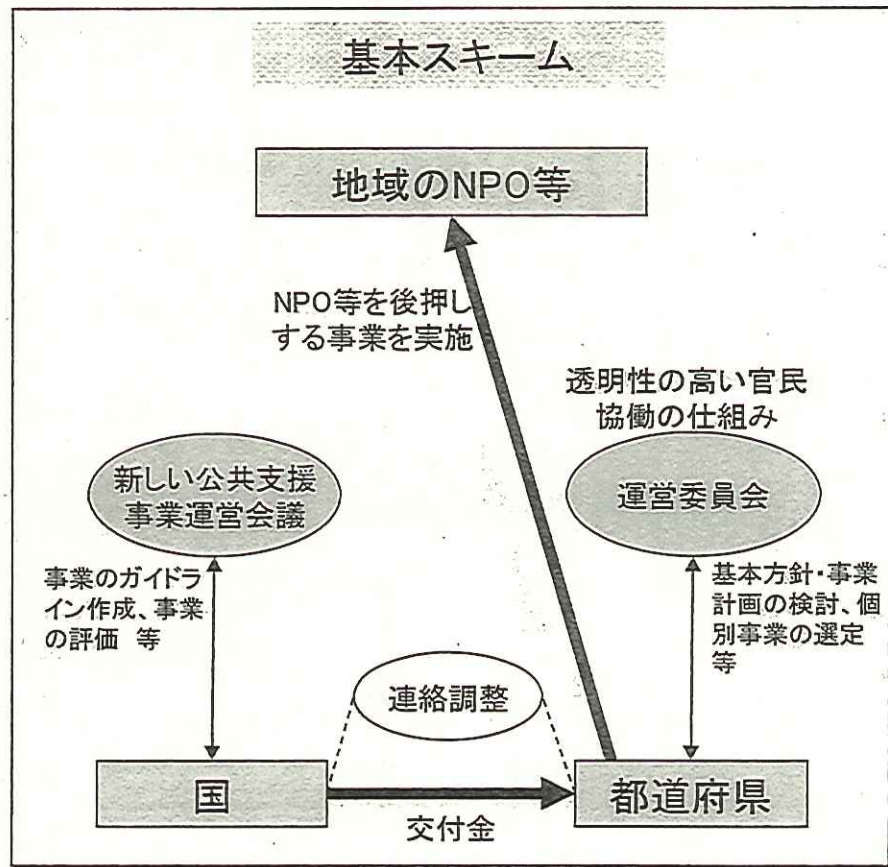 基本スキーム
地域のNPO等
NPO等を後押し
する事業を実施
透明性の高い官民
協働の仕組み
新しい公共支援
事業運営会議
運営委員会
事業のガイドラ
イン作成、事業
の評価 等
基本方針・事業
計画の検討、個
別事業の選定
等
連絡調整
国
都道府県
交付金